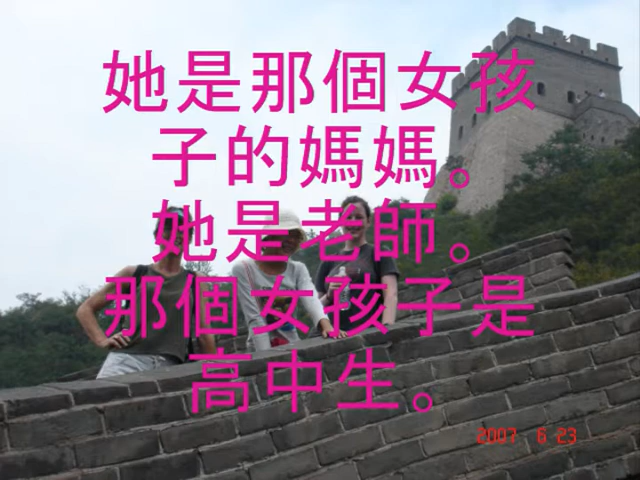 她是那個女孩
子的媽媽。
她是老師。
那個女孩子是
高中生。
2007 6 23